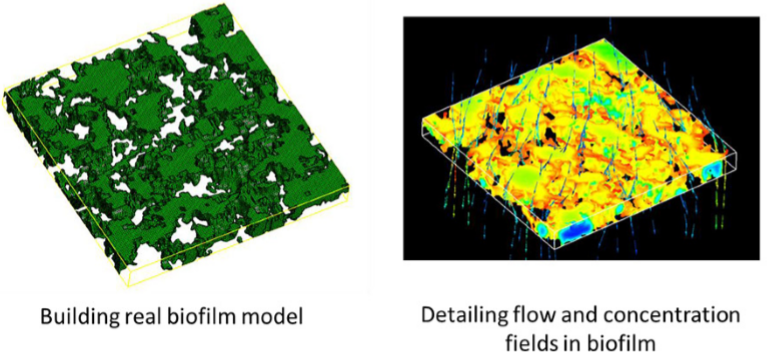 Building real biofilm model
Detailing flow and concentration
fields in biofilm